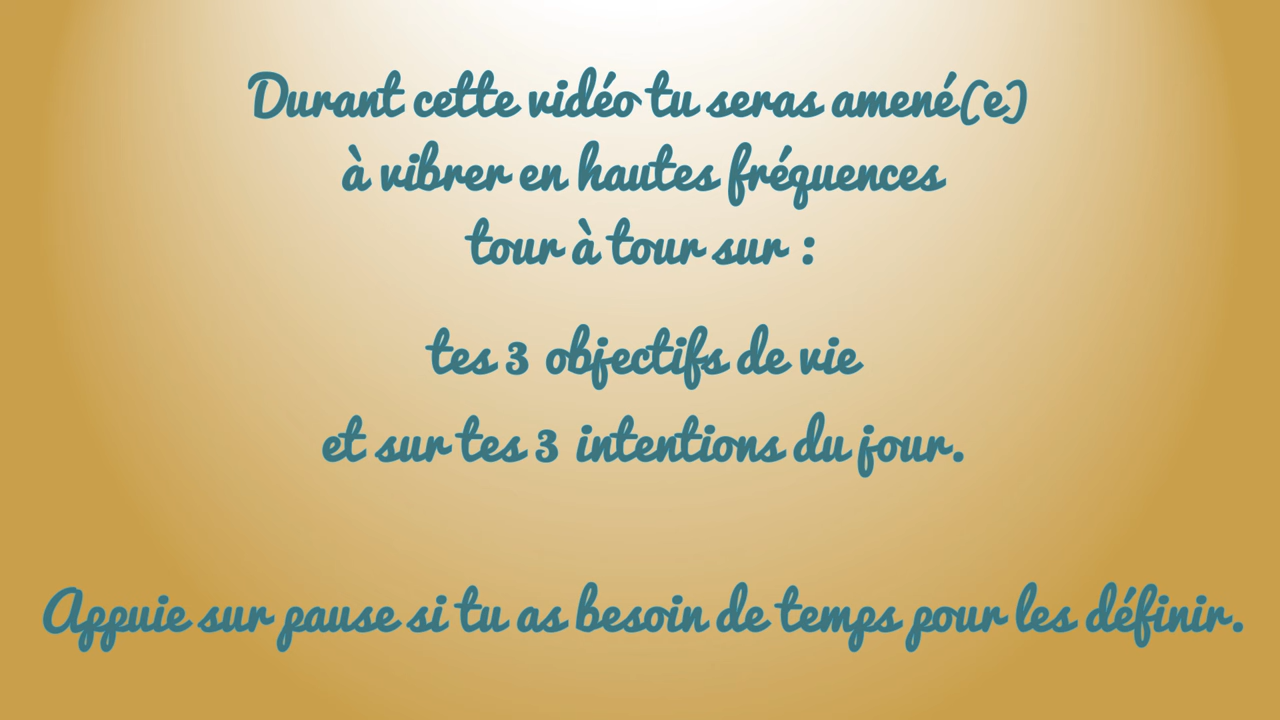 Durant cette vidéo tu seras amené(e)
à vibrer en hautes fréquences
tour à tour sur :
tes 3 objectifs de vie
et sur tes 3 intentions du jour.
Appuie sur pause si tu as besoin de temps pour les définir.